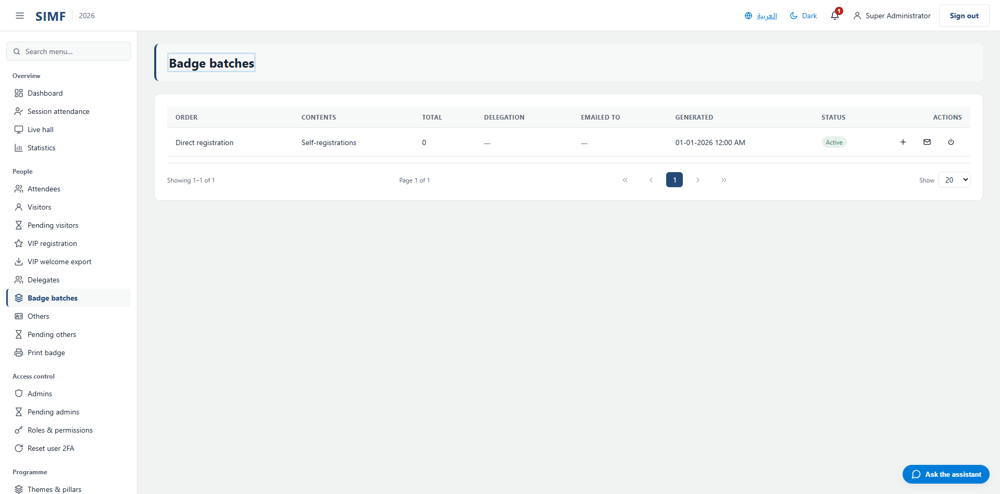 SIMF 2026
العربية Dark 1 Super Administrator Sign out
Search menu...
Overview
Dashboard
Session attendance
Live hall
Statistics
People
Attendees
Visitors
Pending visitors
VIP registration
VIP welcome export
Delegates
Badge batches
Others
Pending others
Print badge
Access control
Admins
Pending admins
Roles & permissions
Reset user 2FA
Programme
Themes & pillars
Badge batches
ORDER CONTENTS TOTAL DELEGATION EMAILED TO GENERATED STATUS ACTIONS
Direct registration Self-registrations 0 — — 01-01-2026 12:00 AM Active
Showing 1–1 of 1 Page 1 of 1 « ‹ 1 › » Show 20
Ask the assistant